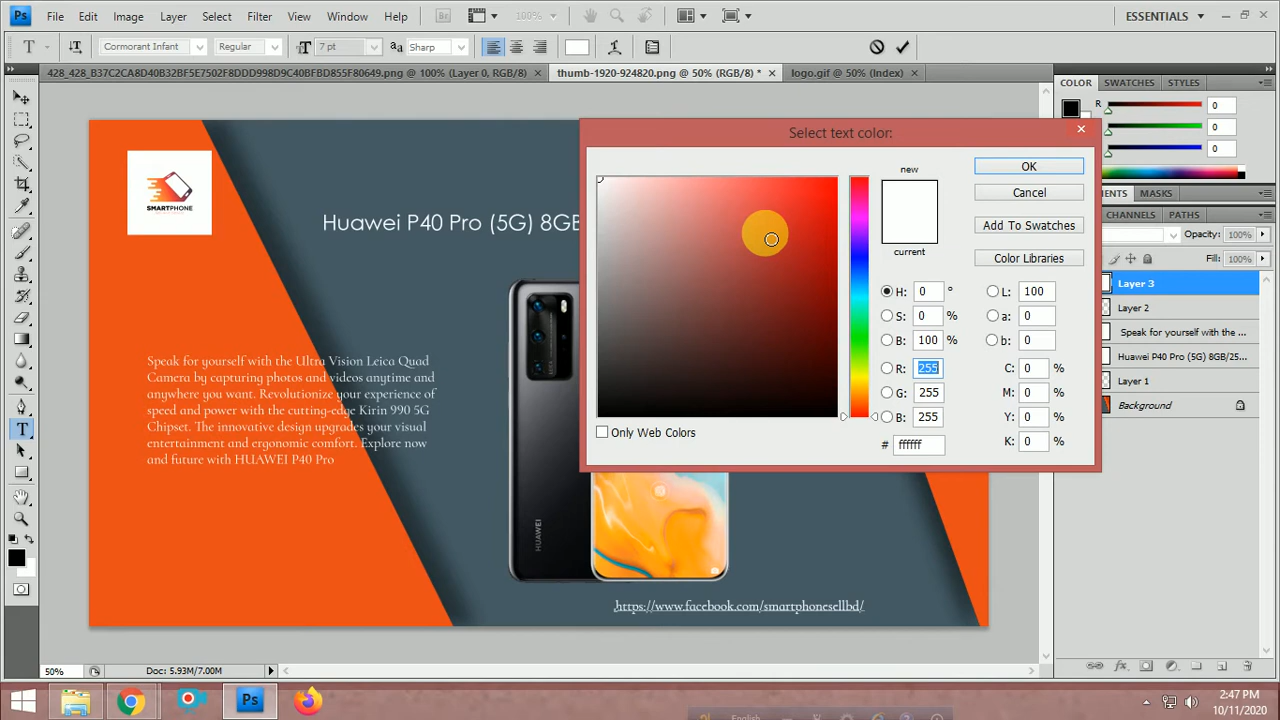 File Edit Image Layer Select Filter View Window Help Br 100% ESSENTIALS
T Cormorant Infant Regular 7 pt aa Sharp
428_428_B37C2CA8D40B32BF5E7502F8DDD998D9C40BFBD855F80649.png @ 100% (Layer 0, RGB/8) thumb-1920-924820.png @ 50% (RGB/8) * logo.gif @ 50% (Index)
COLOR SWATCHES STYLES
R 0
0
0
MASKS
CHANNELS PATHS
Opacity: 100%
Fill: 100%
Layer 3
Layer 2
Speak for yourself with the ...
Huawei P40 Pro (5G) 8GB/25...
Layer 1
Background
Select text color:
new
current
OK
Cancel
Add To Swatches
Color Libraries
H: 0 ° L: 100
S: 0 % a: 0
B: 100 % b: 0
R: 255 C: 0 %
G: 255 M: 0 %
B: 255 Y: 0 %
# ffffff K: 0 %
Only Web Colors
SMARTPHONE
Huawei P40 Pro (5G) 8GB
Speak for yourself with the Ultra Vision Leica Quad
Camera by capturing photos and videos anytime and
anywhere you want. Revolutionize your experience of
speed and power with the cutting-edge Kirin 990 5G
Chipset. The innovative design upgrades your visual
entertainment and ergonomic comfort. Explore now
and future with HUAWEI P40 Pro
HUAWEI
https://www.facebook.com/smartphonesellbd/
50% Doc: 5.93M/7.00M
Ps
English
2:47 PM
10/11/2020